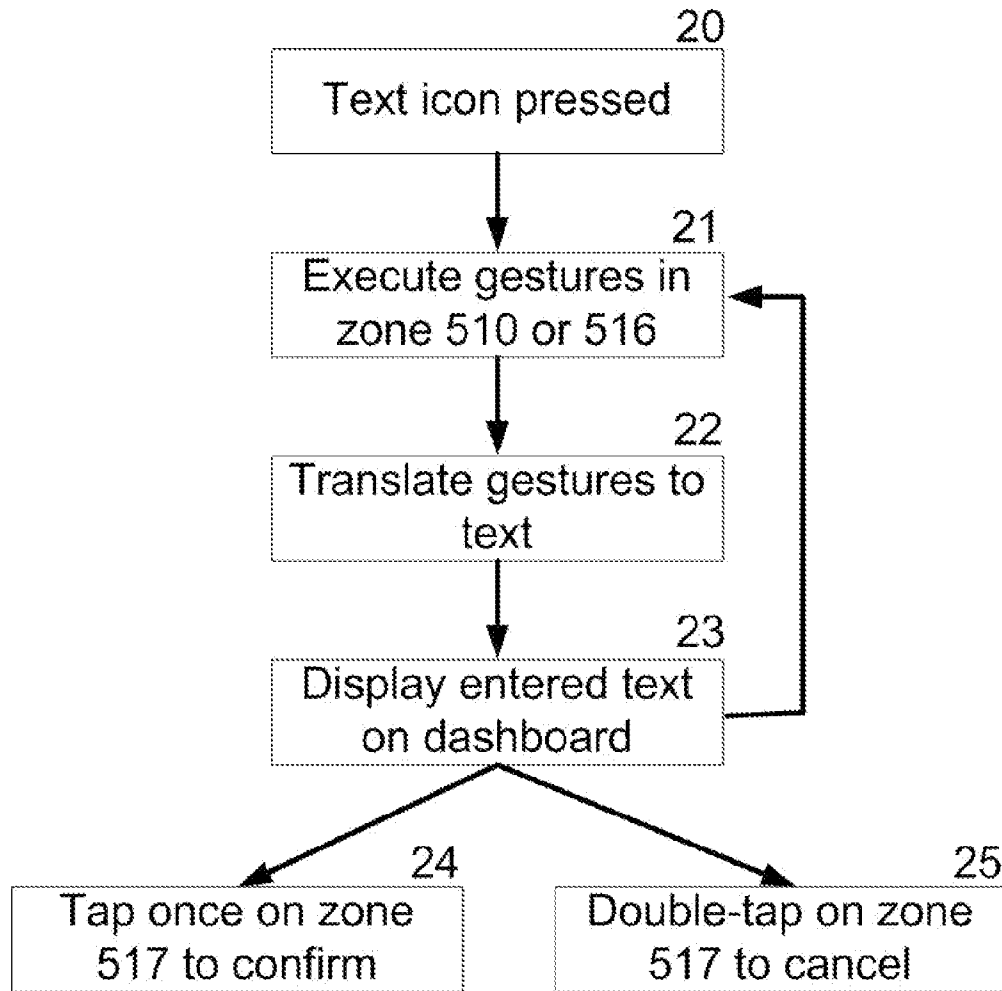 20
Text icon pressed
21
Execute gestures in
zone 510 or 516
22
Translate gestures to
text
23
Display entered text
on dashboard
24
Tap once on zone
517 to confirm
25
Double-tap on zone
517 to cancel